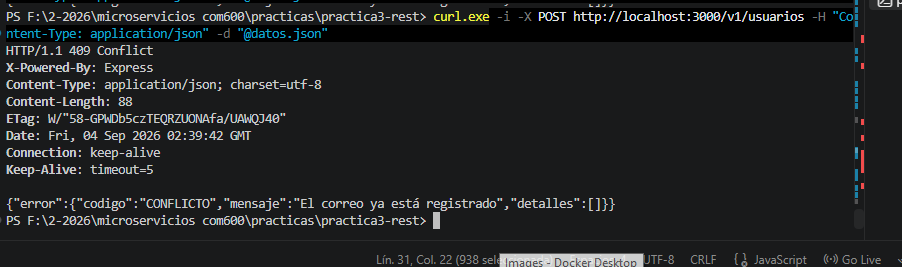 PS F:\2-2026\microservicios com600\practicas\practica3-rest> curl.exe -i -X POST http://localhost:3000/v1/usuarios -H "Co
ntent-Type: application/json" -d "@datos.json"
HTTP/1.1 409 Conflict
X-Powered-By: Express
Content-Type: application/json; charset=utf-8
Content-Length: 88
ETag: W/"58-GPWDb5czTEQRZUONAfa/UAWQJ40"
Date: Fri, 04 Sep 2026 02:39:42 GMT
Connection: keep-alive
Keep-Alive: timeout=5
{"error":{"codigo":"CONFLICTO","mensaje":"El correo ya está registrado","detalles":[]}}
PS F:\2-2026\microservicios com600\practicas\practica3-rest>
Lín. 31, Col. 22 (938 sele UTF-8 CRLF {} JavaScript Go Live
Images - Docker Desktop